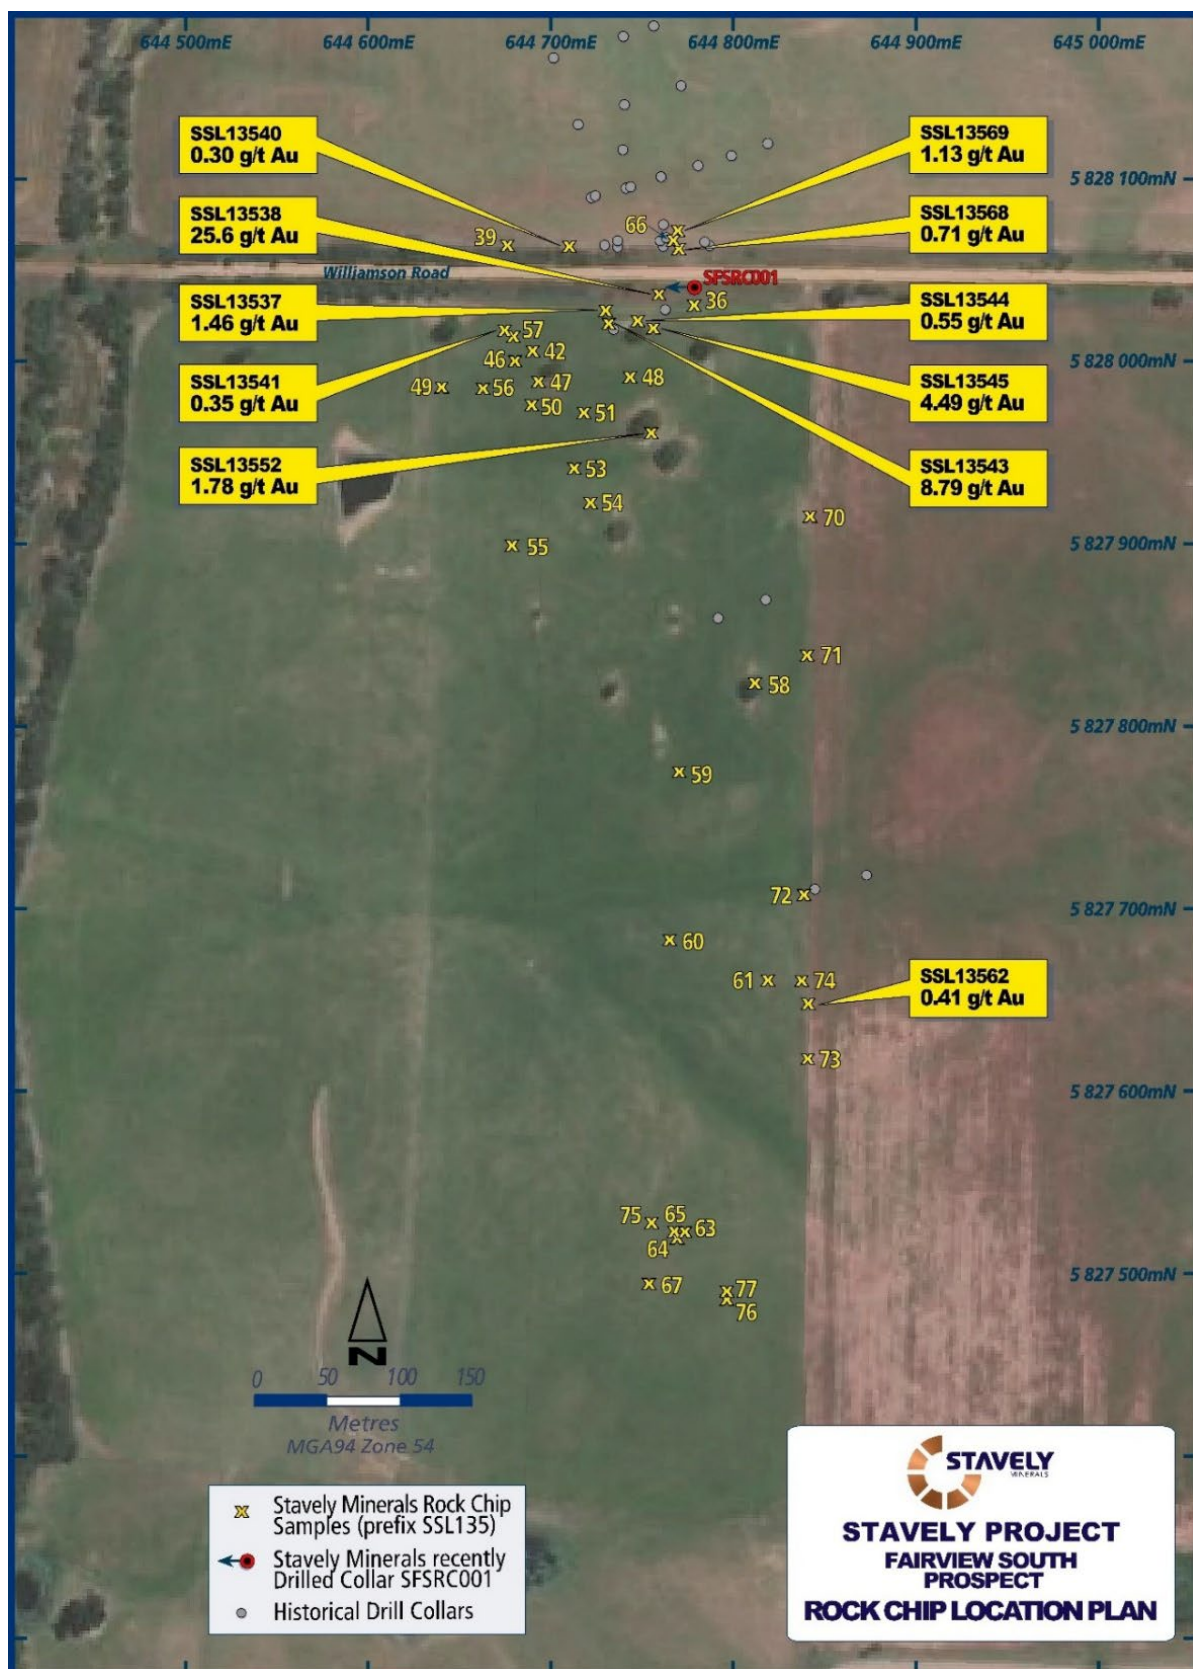 644 500mE 644 600mE 644 700mE 644 800mE 644 900mE 645 000mE
SSL13540
0.30 g/t Au
SSL13569
1.13 g/t Au
5 828 100mN
SSL13538
25.6 g/t Au
SSL13568
0.71 g/t Au
66
39
Williamson Road
SFSRC001
36
SSL13537
1.46 g/t Au
SSL13544
0.55 g/t Au
57
42
46
5 828 000mN
49
56
47
48
SSL13541
0.35 g/t Au
SSL13545
4.49 g/t Au
50
51
SSL13552
1.78 g/t Au
SSL13543
8.79 g/t Au
53
54
70
55
5 827 900mN
71
58
5 827 800mN
59
72
5 827 700mN
60
61
74
SSL13562
0.41 g/t Au
73
5 827 600mN
75
65
63
64
5 827 500mN
67
77
76
N
0 50 100 150
Metres
MGA94 Zone 54
Stavely Minerals Rock Chip
Samples (prefix SSL135)
Stavely Minerals recently
Drilled Collar SFSRC001
Historical Drill Collars
STAVELY
MINERALS
STAVELY PROJECT
FAIRVIEW SOUTH
PROSPECT
ROCK CHIP LOCATION PLAN